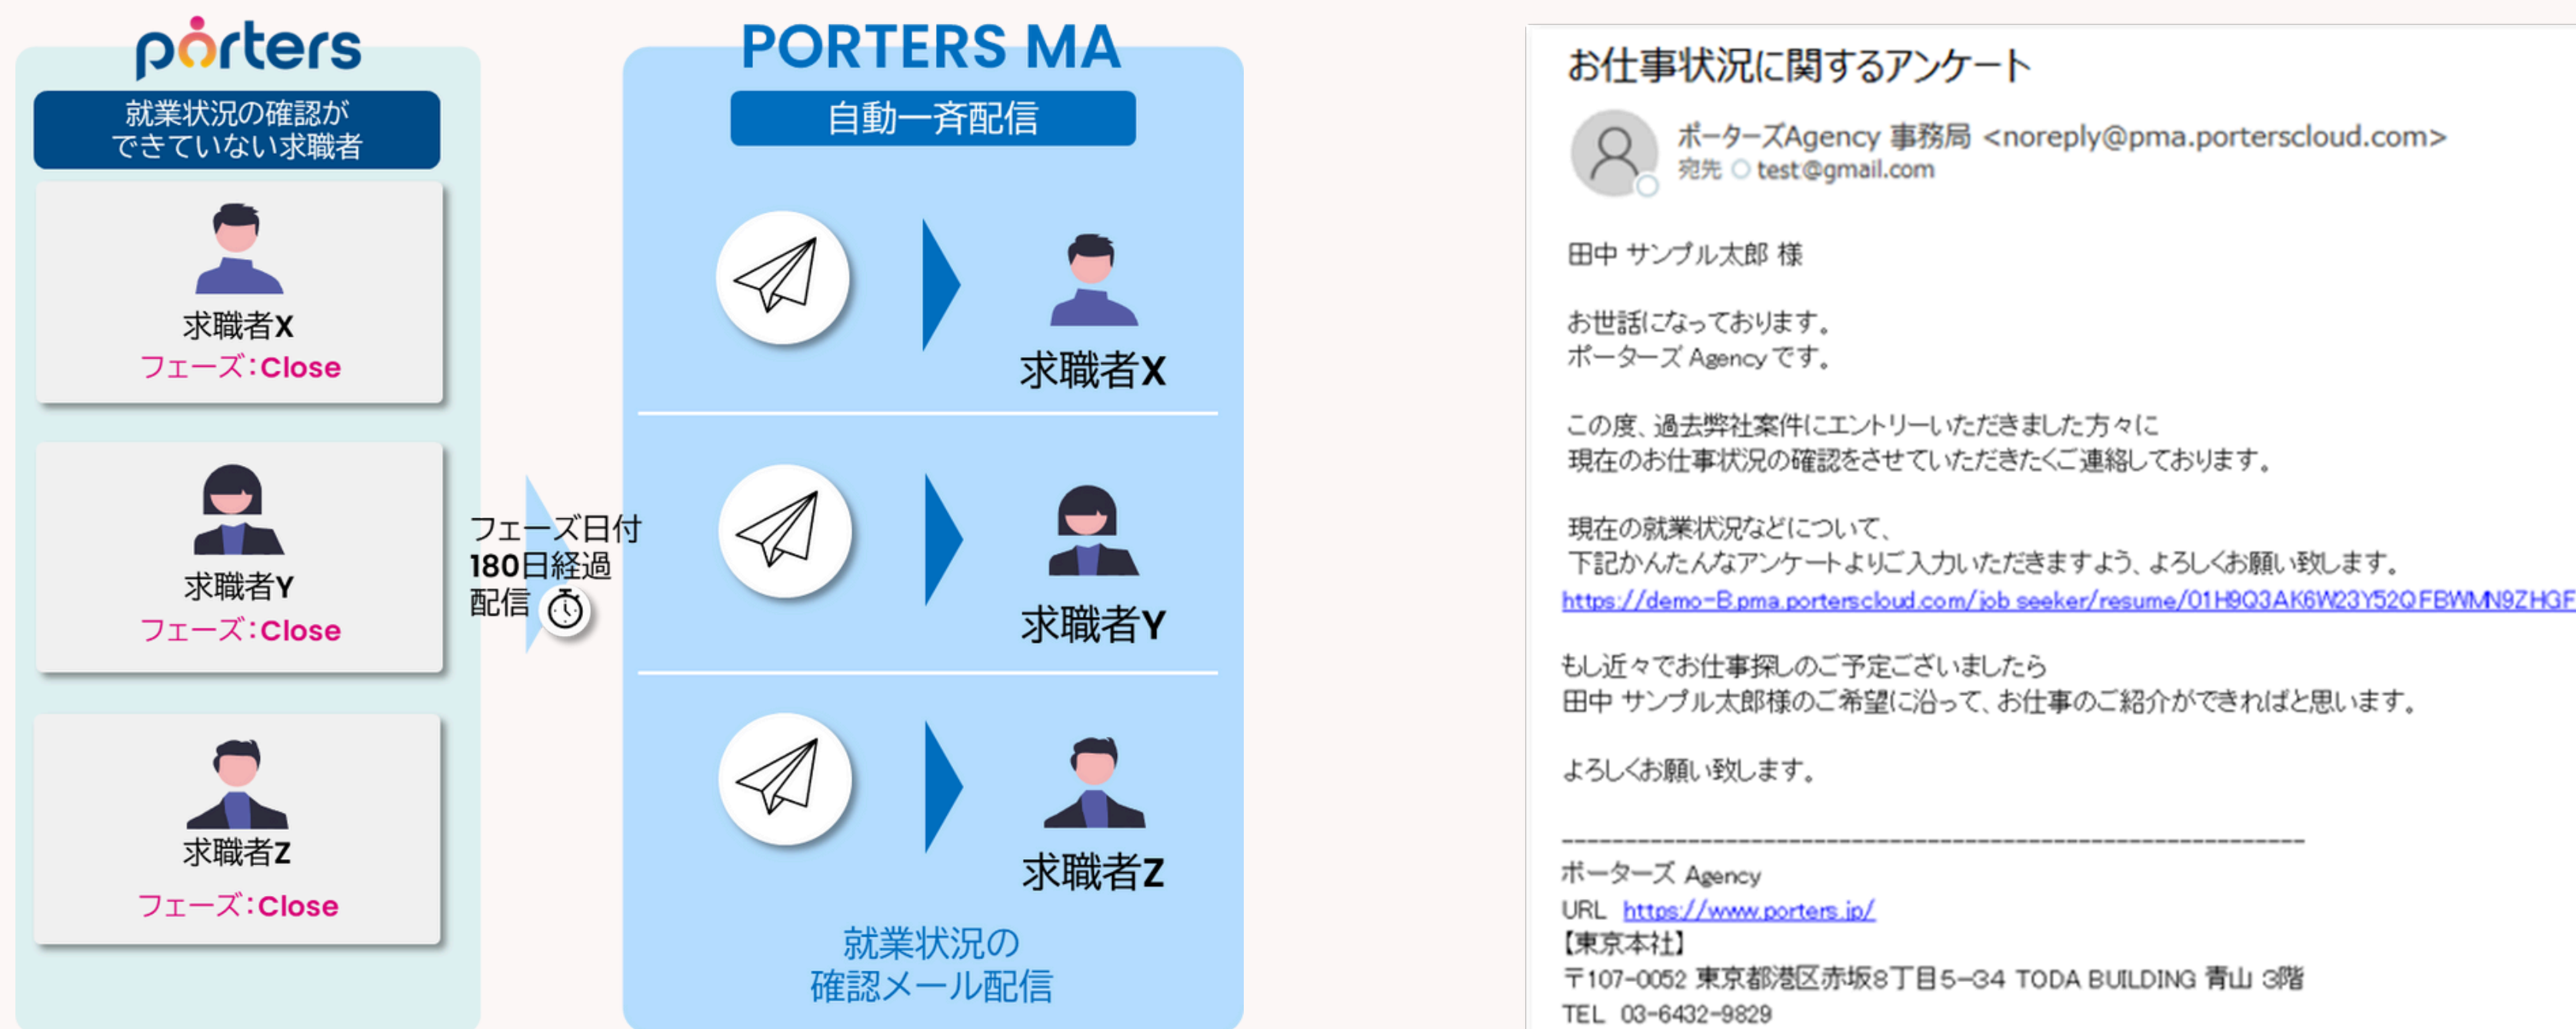 porters
就業状況の確認が
できていない求職者
求職者X
フェーズ：Close
求職者Y
フェーズ：Close
求職者Z
フェーズ：Close
フェーズ日付
180日経過
配信
PORTERS MA
自動一斉配信
求職者X
求職者Y
求職者Z
就業状況の
確認メール配信
お仕事状況に関するアンケート
ポーターズAgency 事務局 <noreply@pma.porterscloud.com>
宛先 test@gmail.com
田中 サンプル太郎 様
お世話になっております。
ポーターズ Agency です。
この度、過去弊社案件にエントリーいただきました方々に
現在のお仕事状況の確認をさせていただきたくご連絡しております。
現在の就業状況などについて、
下記かんたんなアンケートよりご入力いただきますよう、よろしくお願い致します。
https://demo-B.pma.porterscloud.com/job seeker/resume/01H9Q3AK6W23Y52QFBWMN9ZHGF
もし近々でお仕事探しのご予定ございましたら
田中 サンプル太郎様のご希望に沿って、お仕事のご紹介ができればと思います。
よろしくお願い致します。
------------------------------------------------------------
ポーターズ Agency
URL https://www.porters.jp/
【東京本社】
〒107-0052 東京都港区赤坂8丁目5−34 TODA BUILDING 青山 3階
TEL 03-6432-9829